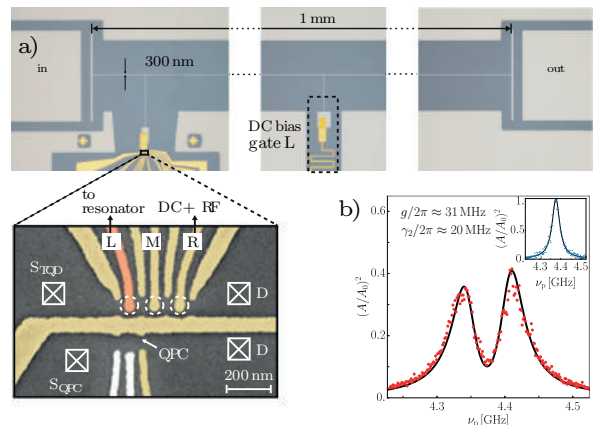 a)
1 mm
in
300 nm
out
DC bias
gate L
to
resonator
DC + RF
L
M
R
S_TQD
D
QPC
D
S_QPC
200 nm
b)
0.6
g/2π ≈ 31 MHz
γ₂/2π ≈ 20 MHz
(A/A₀)²
1.
0.5
0
4.3 4.4 4.5
ν_p [GHz]
(A/A₀)²
0.4
0.2
0.
4.3 4.4 4.5
ν_p [GHz]